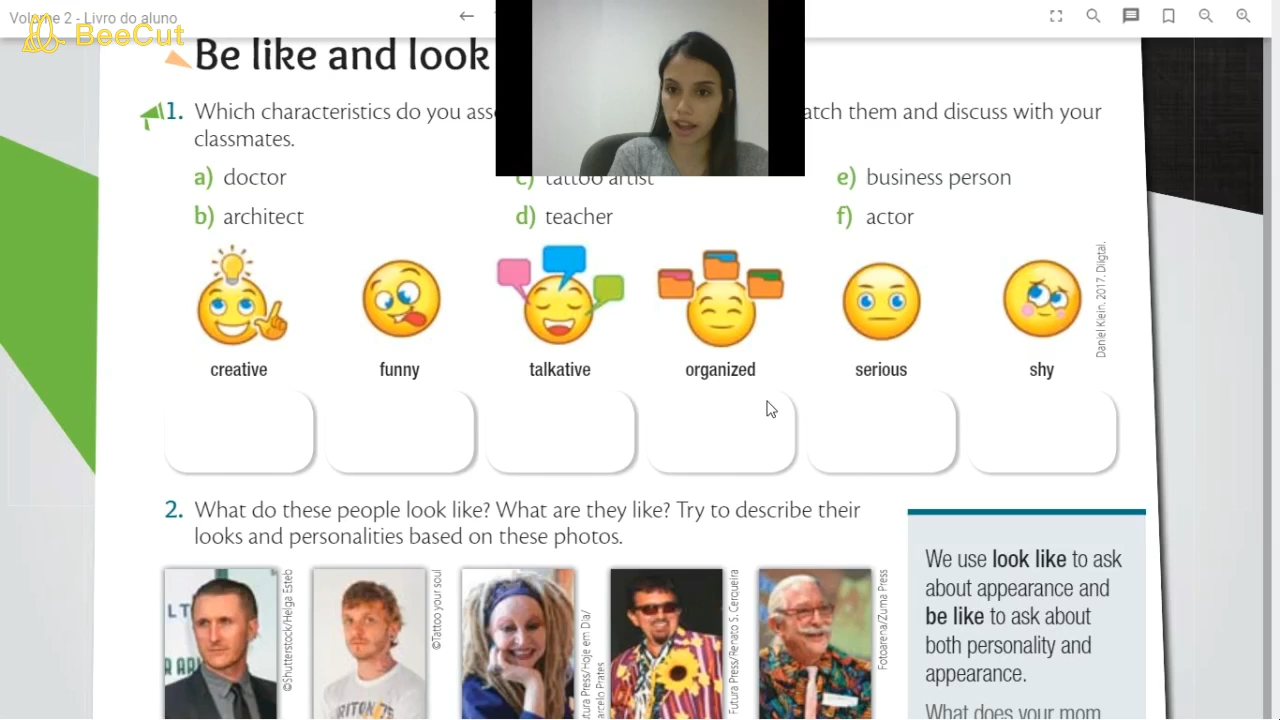 Volume 2 - Livro do aluno
BeeCut
Be like and look
1. Which characteristics do you
atch them and discuss with your
classmates.
a) doctor
c) tattoo artist
e) business person
b) architect
d) teacher
f) actor
Daniel Klein. 2017. Digital.
creative
funny
talkative
organized
serious
shy
2. What do these people look like? What are they like? Try to describe their
looks and personalities based on these photos.
©Shutterstock/Helga Esteb
©Tattoo your soul
tura Press/Hoje em Dia/
arcelo Prates
Futura Press/Renato S. Cerqueira
Fotoarena/Zuma Press
We use look like to ask
about appearance and
be like to ask about
both personality and
appearance.
What does your mom